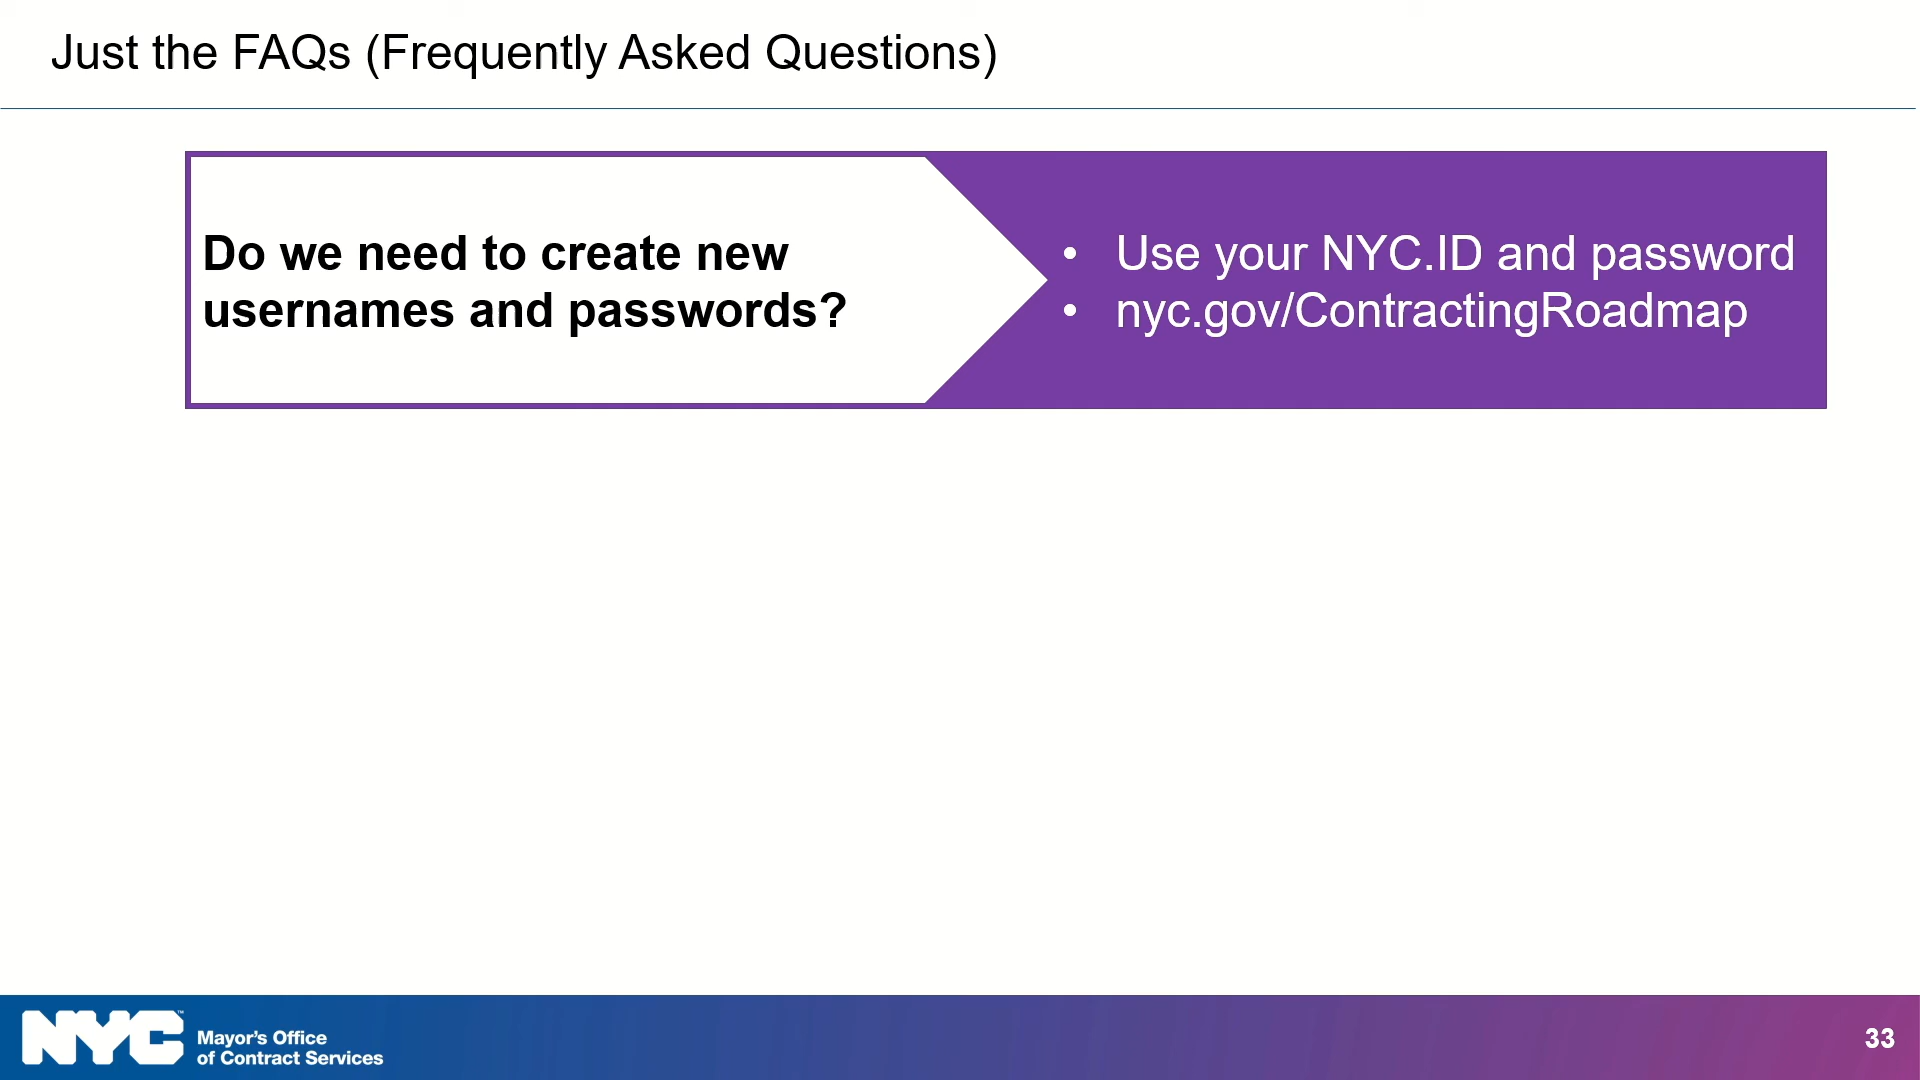 Just the FAQs (Frequently Asked Questions)
Do we need to create new
usernames and passwords?
• Use your NYC.ID and password
• nyc.gov/ContractingRoadmap
NYC™
Mayor's Office
of Contract Services
33